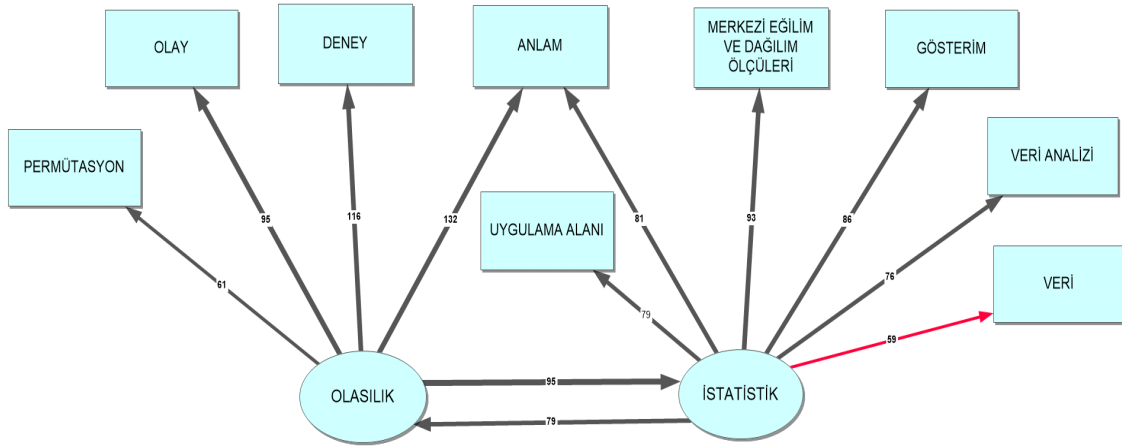 OLAY
DENEY
ANLAM
MERKEZİ EĞİLİM
VE DAĞILIM
ÖLÇÜLERİ
GÖSTERİM
PERMÜTASYON
VERİ ANALİZİ
UYGULAMA ALANI
VERİ
95
116
132
81
93
86
76
61
79
59
OLASILIK
95
İSTATİSTİK
79